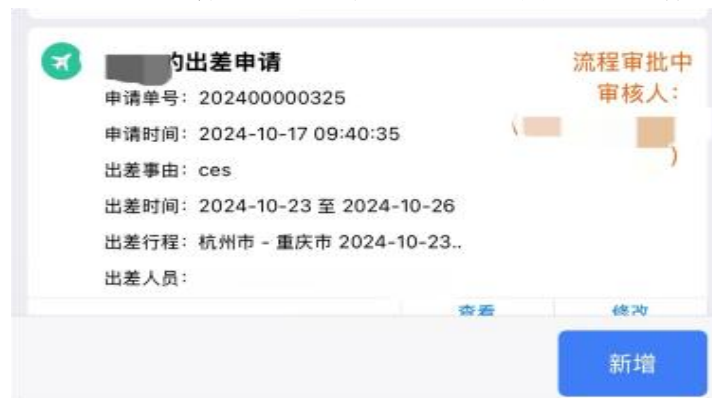 的出差申请
流程审批中
申请单号：202400000325
审核人：
申请时间：2024-10-17 09:40:35
(
)
出差事由：ces
出差时间：2024-10-23 至 2024-10-26
出差行程：杭州市 - 重庆市 2024-10-23..
出差人员：
查看
修改
新增